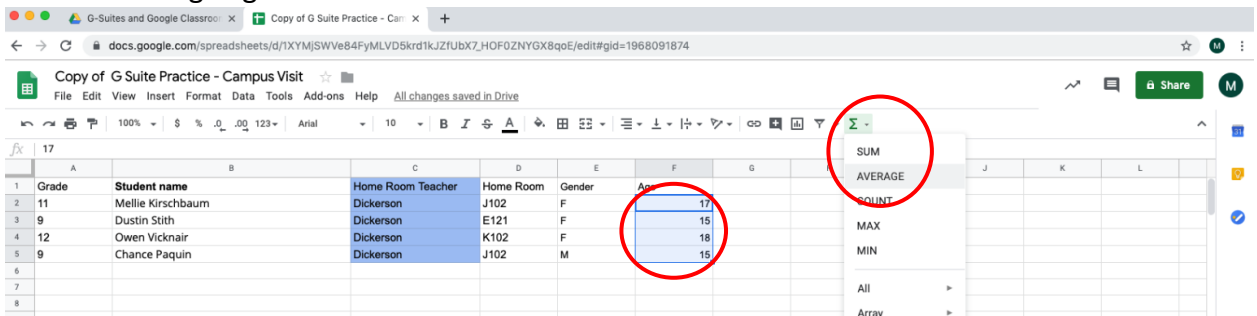 G-Suites and Google Classroom × Copy of G Suite Practice - Cam × +
docs.google.com/spreadsheets/d/1XYMjSWVe84FyMLVD5krd1kJZfUbX7_HOF0ZNYGX8qoE/edit#gid=1968091874 M
Copy of G Suite Practice - Campus Visit
Share M
File Edit View Insert Format Data Tools Add-ons Help All changes saved in Drive
100% $ % .0 .00 123 Arial 10 B I S A Σ
fx 17
A B C D E F G J K L
1 Grade Student name Home Room Teacher Home Room Gender
2 11 Mellie Kirschbaum Dickerson J102 F 17
3 9 Dustin Stith Dickerson E121 F 15
4 12 Owen Vicknair Dickerson K102 F 18
5 9 Chance Paquin Dickerson J102 M 15
6
7
8
SUM
AVERAGE
COUNT
MAX
MIN
All
Array
31